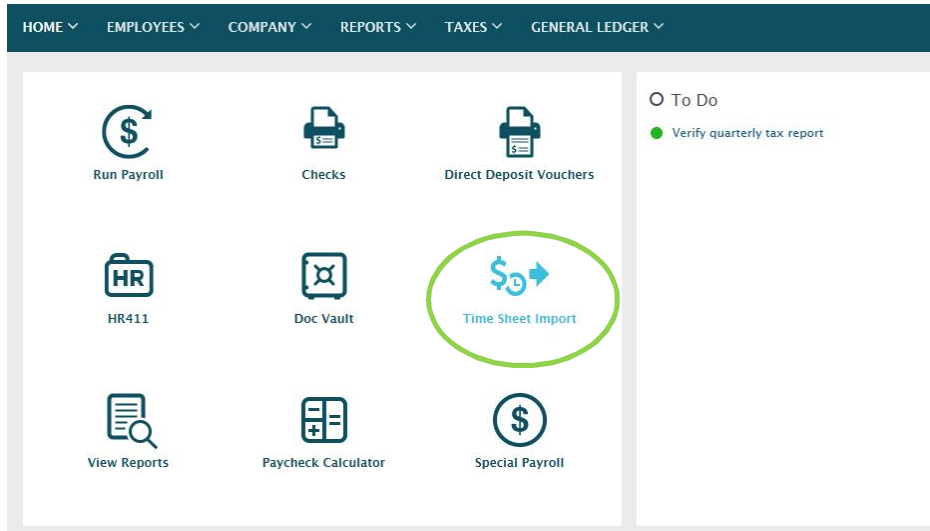 HOME EMPLOYEES COMPANY REPORTS TAXES GENERAL LEDGER
To Do
Verify quarterly tax report
$
$=
$=
Run Payroll Checks Direct Deposit Vouchers
HR
$
HR411 Doc Vault Time Sheet Import
$
View Reports Paycheck Calculator Special Payroll